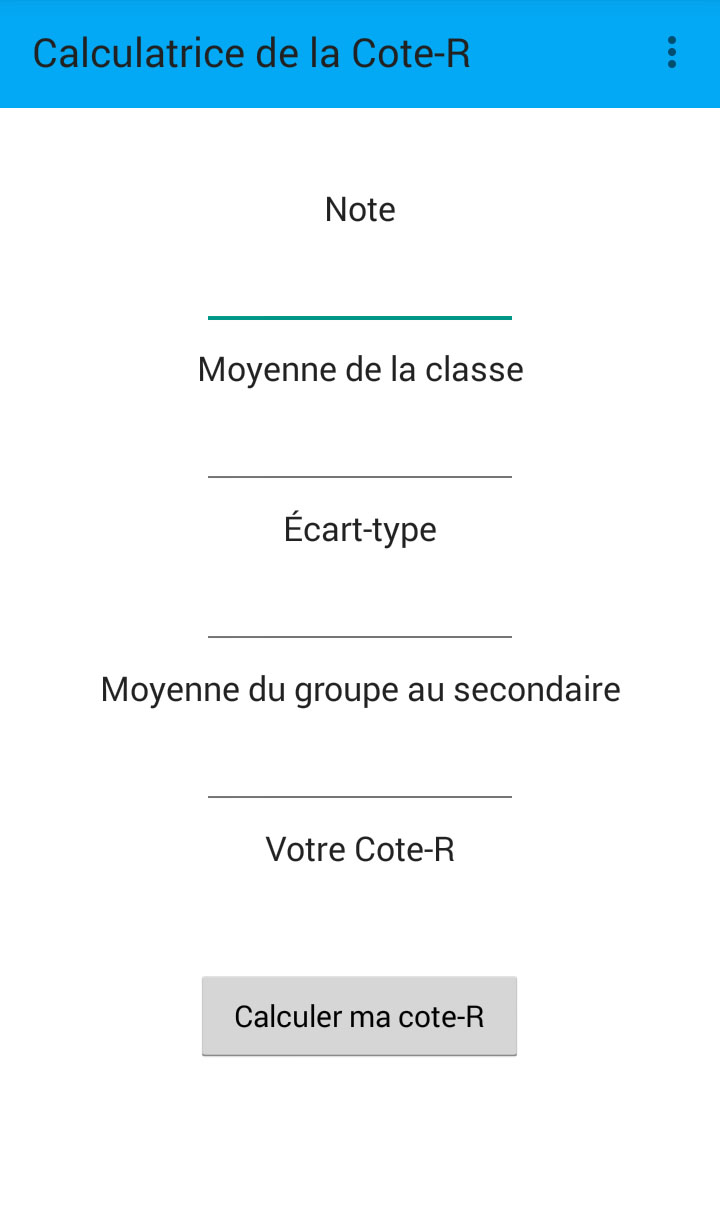 Calculatrice de la Cote-R
Note
Moyenne de la classe
Écart-type
Moyenne du groupe au secondaire
Votre Cote-R
Calculer ma cote-R